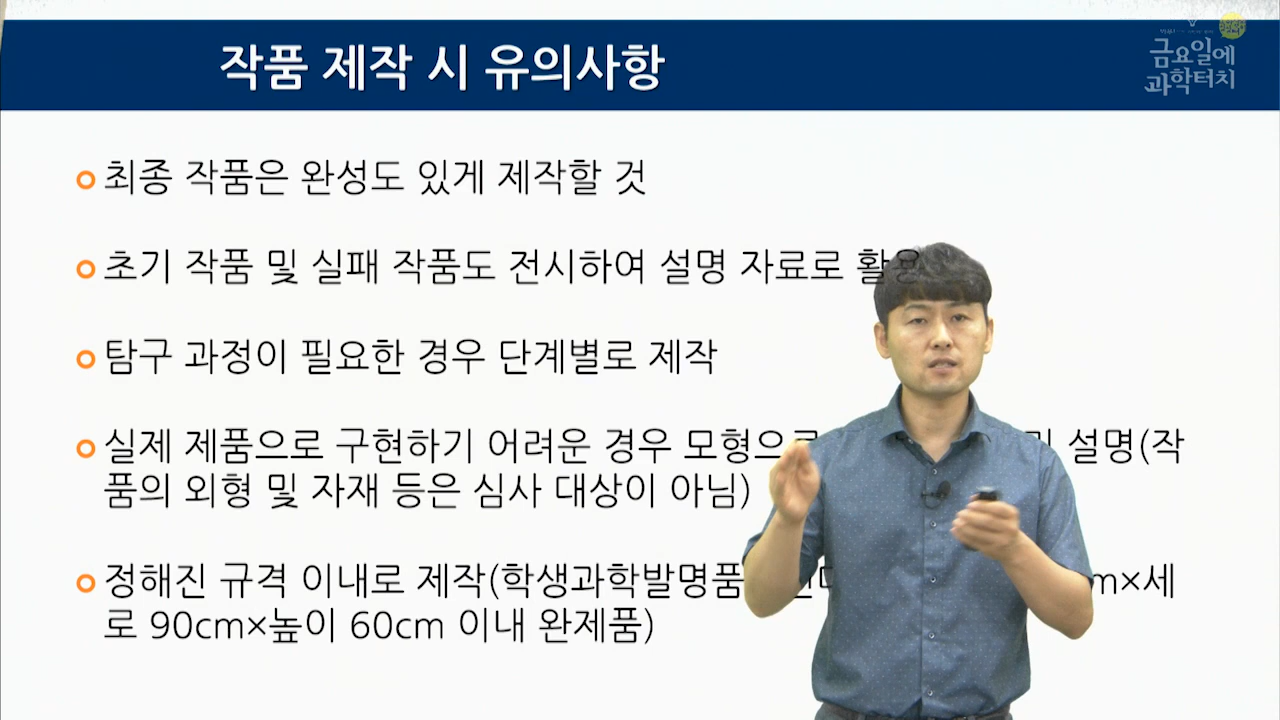 작품 제작 시 유의사항
금요일에
과학터치
최종 작품은 완성도 있게 제작할 것
초기 작품 및 실패 작품도 전시하여 설명 자료로 활용
탐구 과정이 필요한 경우 단계별로 제작
실제 제품으로 구현하기 어려운 경우 모형으로 설명(작
품의 외형 및 자재 등은 심사 대상이 아님)
정해진 규격 이내로 제작(학생과학발명품 m×세
로 90cm×높이 60cm 이내 완제품)